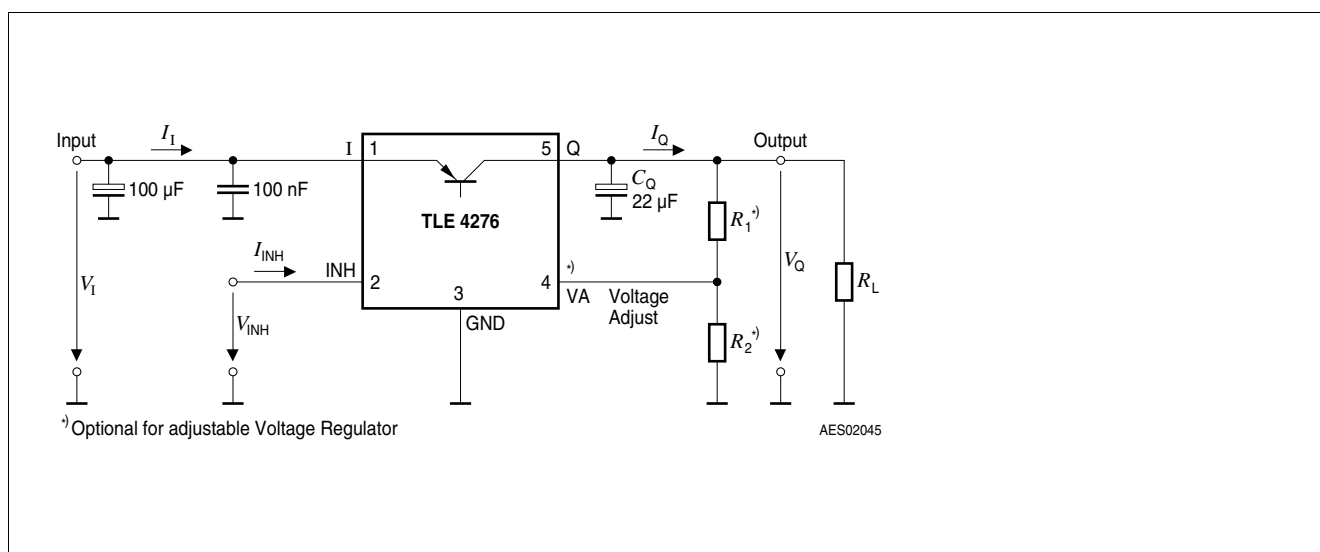 Input
I_I
I 1
5 Q
I_Q
Output
100 µF
100 nF
C_Q
22 µF
TLE 4276
R_1*)
I_INH
INH
2
*)
V_Q
V_I
3
4
VA
Voltage
Adjust
R_L
V_INH
GND
R_2*)
*) Optional for adjustable Voltage Regulator
AES02045